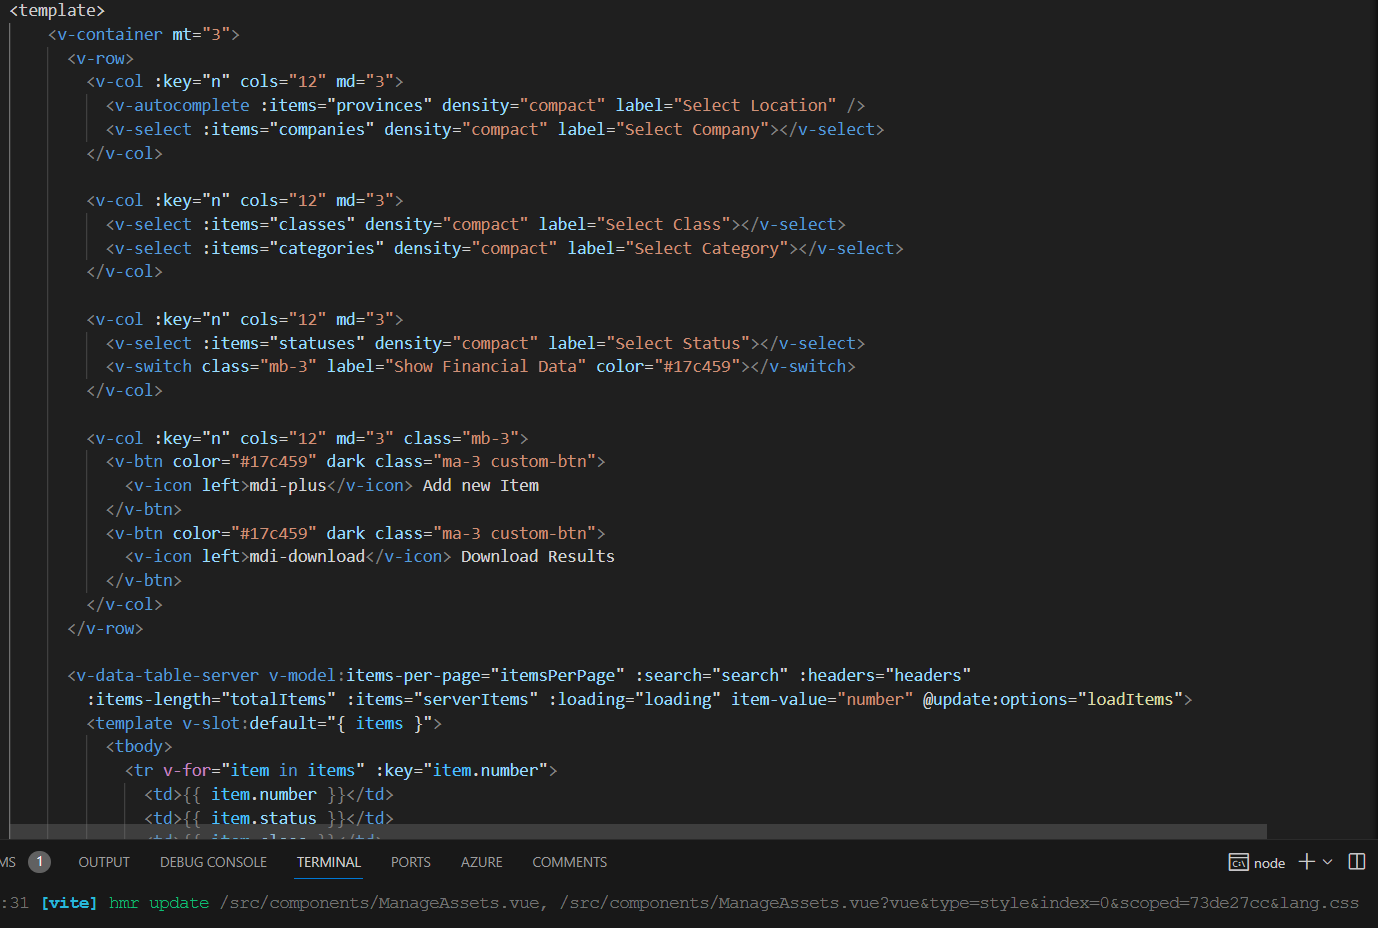 <template>
<v-container mt="3">
<v-row>
<v-col :key="n" cols="12" md="3">
<v-autocomplete :items="provinces" density="compact" label="Select Location" />
<v-select :items="companies" density="compact" label="Select Company"></v-select>
</v-col>
<v-col :key="n" cols="12" md="3">
<v-select :items="classes" density="compact" label="Select Class"></v-select>
<v-select :items="categories" density="compact" label="Select Category"></v-select>
</v-col>
<v-col :key="n" cols="12" md="3">
<v-select :items="statuses" density="compact" label="Select Status"></v-select>
<v-switch class="mb-3" label="Show Financial Data" color="#17c459"></v-switch>
</v-col>
<v-col :key="n" cols="12" md="3" class="mb-3">
<v-btn color="#17c459" dark class="ma-3 custom-btn">
<v-icon left>mdi-plus</v-icon> Add new Item
</v-btn>
<v-btn color="#17c459" dark class="ma-3 custom-btn">
<v-icon left>mdi-download</v-icon> Download Results
</v-btn>
</v-col>
</v-row>
<v-data-table-server v-model:items-per-page="itemsPerPage" :search="search" :headers="headers"
:items-length="totalItems" :items="serverItems" :loading="loading" item-value="number" @update:options="loadItems">
<template v-slot:default="{ items }">
<tbody>
<tr v-for="item in items" :key="item.number">
<td>{{ item.number }}</td>
<td>{{ item.status }}</td>
MS 1 OUTPUT DEBUG CONSOLE TERMINAL PORTS AZURE COMMENTS node
:31 [vite] hmr update /src/components/ManageAssets.vue, /src/components/ManageAssets.vue?vue&type=style&index=0&scoped=73de27cc&lang.css